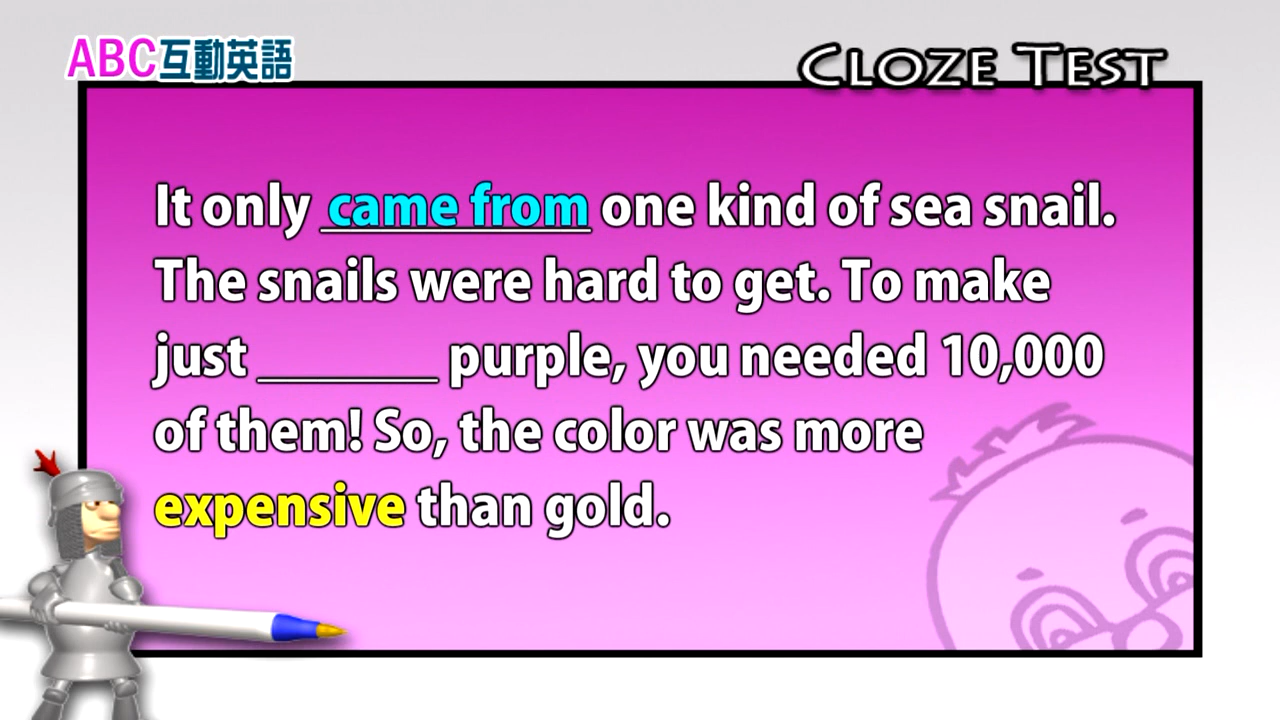 ABC互動英語
CLOZE TEST
It only came from one kind of sea snail.
The snails were hard to get. To make
just ______ purple, you needed 10,000
of them! So, the color was more
expensive than gold.